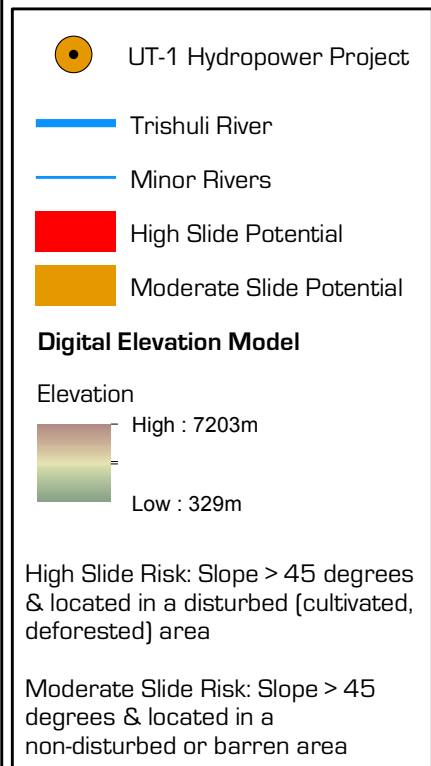 UT-1 Hydropower Project
Trishuli River
Minor Rivers
High Slide Potential
Moderate Slide Potential
Digital Elevation Model
Elevation
High : 7203m
Low : 329m
High Slide Risk: Slope > 45 degrees
& located in a disturbed (cultivated,
deforested) area
Moderate Slide Risk: Slope > 45
degrees & located in a
non-disturbed or barren area